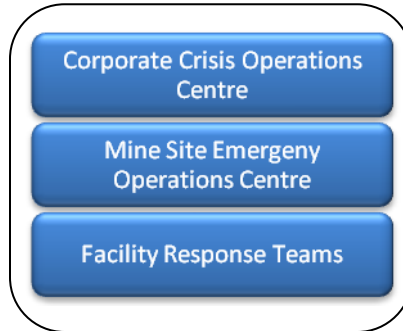 Corporate Crisis Operations
Centre
Mine Site Emergeny
Operations Centre
Facility Response Teams